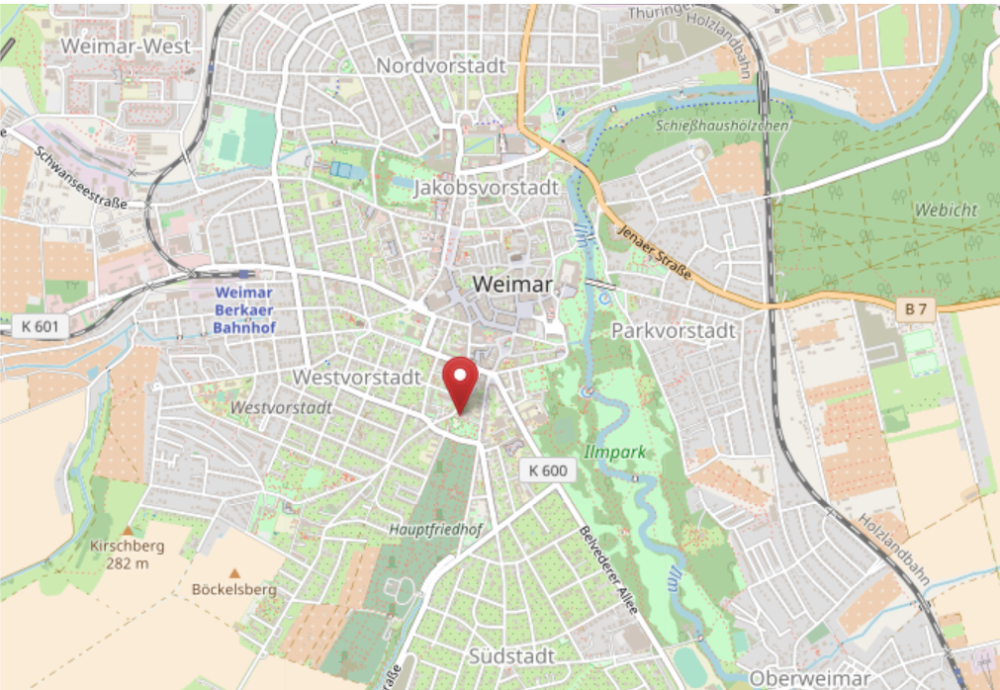 Thüringer
Holzlandbahn
Weimar-West
Nordvorstadt
Schießhaushölzchen
Schwanseestraße
Jakobsvorstadt
Webicht
Ilm
Jenaer Straße
Weimar
Weimar
Berkaer
Bahnhof
B 7
K 601
Parkvorstadt
Westvorstadt
Westvorstadt
Ilmpark
K 600
Hauptfriedhof
Kirschberg
282 m
Holzlandbahn
Belvederer Allee
Ilm
Böckelsberg
Südstadt
Oberweimar
raße